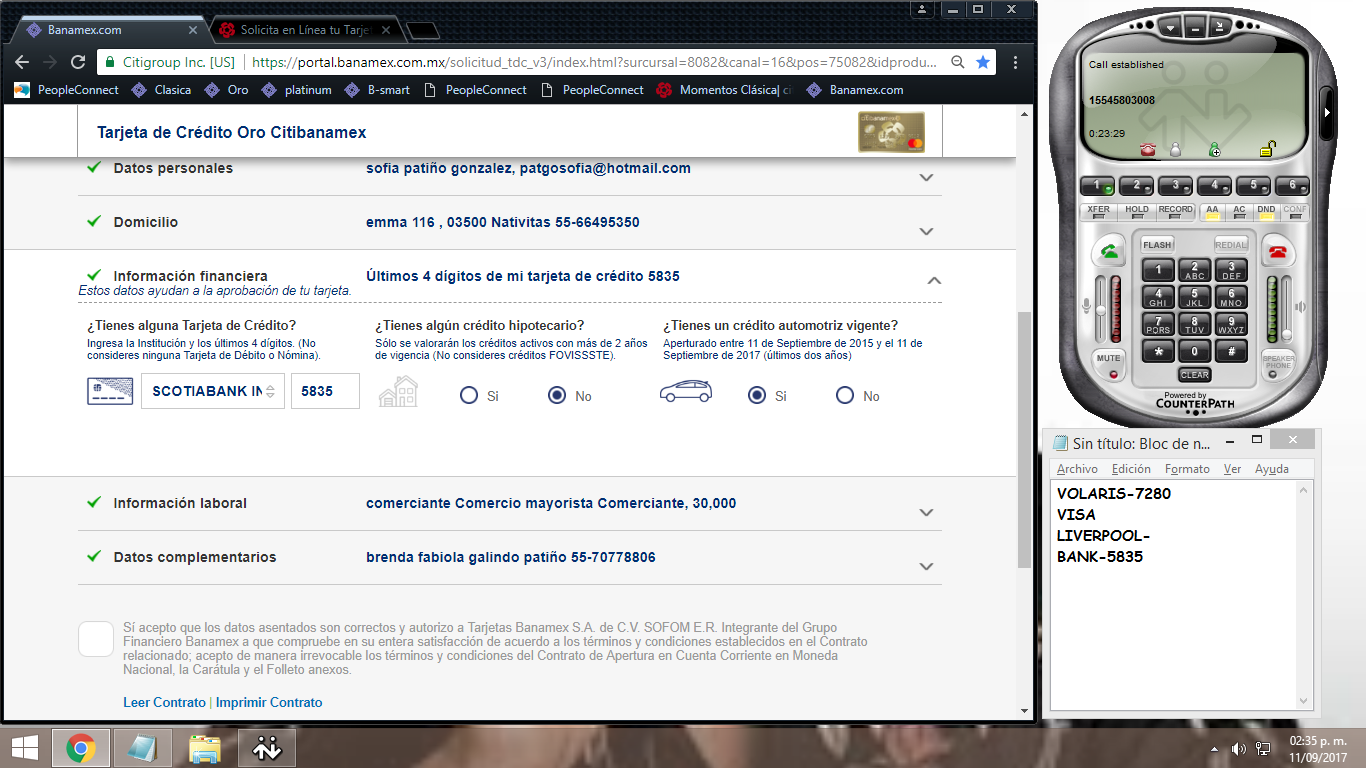 Banamex.com
Solicita en Línea tu Tarje
Citigroup Inc. [US]
https://portal.banamex.com.mx/solicitud_tdc_v3/index.html?surcursal=8082&canal=16&pos=75082&idprodu...
PeopleConnect
Clasica
Oro
platinum
B-smart
PeopleConnect
PeopleConnect
Momentos Clásica| ci
Banamex.com
Tarjeta de Crédito Oro Citibanamex
Datos personales
sofia patiño gonzalez, patgosofia@hotmail.com
Domicilio
emma 116 , 03500 Nativitas 55-66495350
Información financiera
Últimos 4 dígitos de mi tarjeta de crédito 5835
Estos datos ayudan a la aprobación de tu tarjeta.
¿Tienes alguna Tarjeta de Crédito?
Ingresa la Institución y los últimos 4 dígitos. (No
consideres ninguna Tarjeta de Débito o Nómina).
SCOTIABANK IN
5835
¿Tienes algún crédito hipotecario?
Sólo se valorarán los créditos activos con más de 2 años
de vigencia (No consideres créditos FOVISSSTE).
Si
No
¿Tienes un crédito automotriz vigente?
Aperturado entre 11 de Septiembre de 2015 y el 11 de
Septiembre de 2017 (últimos dos años)
Si
No
Información laboral
comerciante Comercio mayorista Comerciante, 30,000
Datos complementarios
brenda fabiola galindo patiño 55-70778806
Sí acepto que los datos asentados son correctos y autorizo a Tarjetas Banamex S.A. de C.V. SOFOM E.R. Integrante del Grupo
Financiero Banamex a que compruebe en su entera satisfacción de acuerdo a los términos y condiciones establecidos en el Contrato
relacionado; acepto de manera irrevocable los términos y condiciones del Contrato de Apertura en Cuenta Corriente en Moneda
Nacional, la Carátula y el Folleto anexos.
Leer Contrato | Imprimir Contrato
Call established
15545803008
0:23:29
1 2 3 4 5 6
XFER HOLD RECORD AA AC DND CONF
FLASH REDIAL
1 2 ABC 3 DEF
4 GHI 5 JKL 6 MNO
7 PQRS 8 TUV 9 WXYZ
* 0 #
MUTE
CLEAR
SPEAKER
PHONE
Powered by
COUNTERPATH
Sin título: Bloc de n...
Archivo Edición Formato Ver Ayuda
VOLARIS-7280
VISA
LIVERPOOL-
BANK-5835
02:35 p. m.
11/09/2017